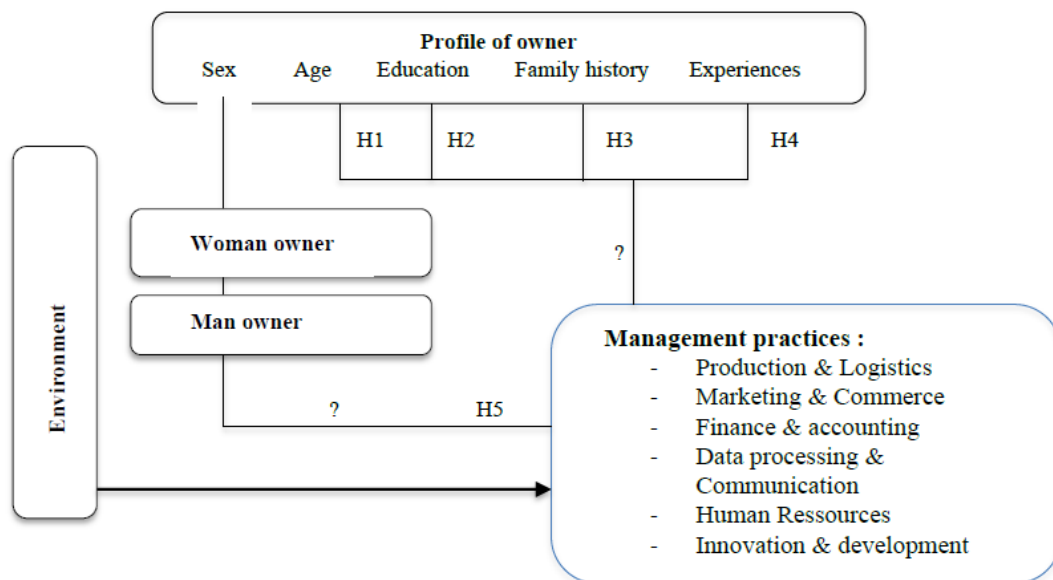 Profile of owner
Sex Age Education Family history Experiences
H1 H2 H3 H4
Environment
Woman owner
?
Man owner
? H5
Management practices :
- Production & Logistics
- Marketing & Commerce
- Finance & accounting
- Data processing &
Communication
- Human Ressources
- Innovation & development